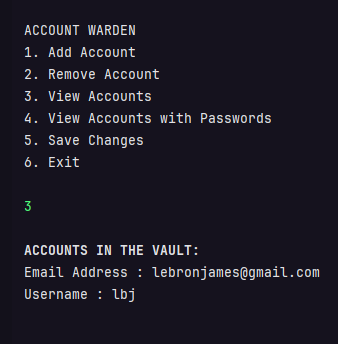 ACCOUNT WARDEN
1. Add Account
2. Remove Account
3. View Accounts
4. View Accounts with Passwords
5. Save Changes
6. Exit
3
ACCOUNTS IN THE VAULT:
Email Address : lebronjames@gmail.com
Username : lbj